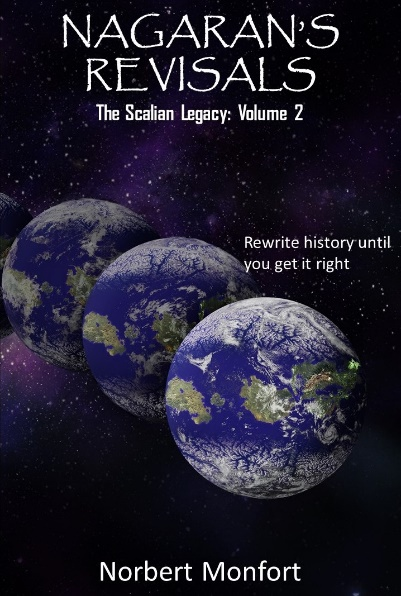 NAGARAN'S
REVISALS
The Scalian Legacy: Volume 2
Rewrite history until
you get it right
Norbert Monfort